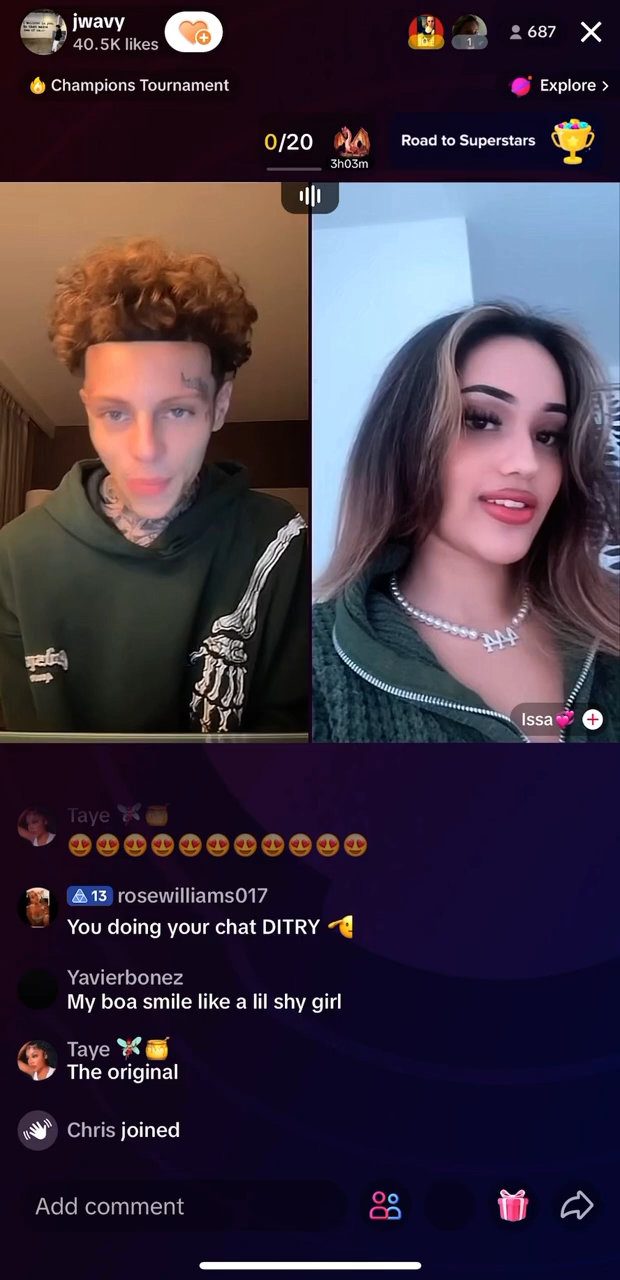 jwavy
40.5K likes
1
687
🔥 Champions Tournament
Explore >
0/20
3h03m
Road to Superstars
444
Issa💞
Taye 🧚🍯
😍😍😍😍😍😍😍😍😍😍😍
13 rosewilliams017
You doing your chat DITRY 🫡
Yavierbonez
My boa smile like a lil shy girl
Taye 🧚🍯
The original
Chris joined
Add comment